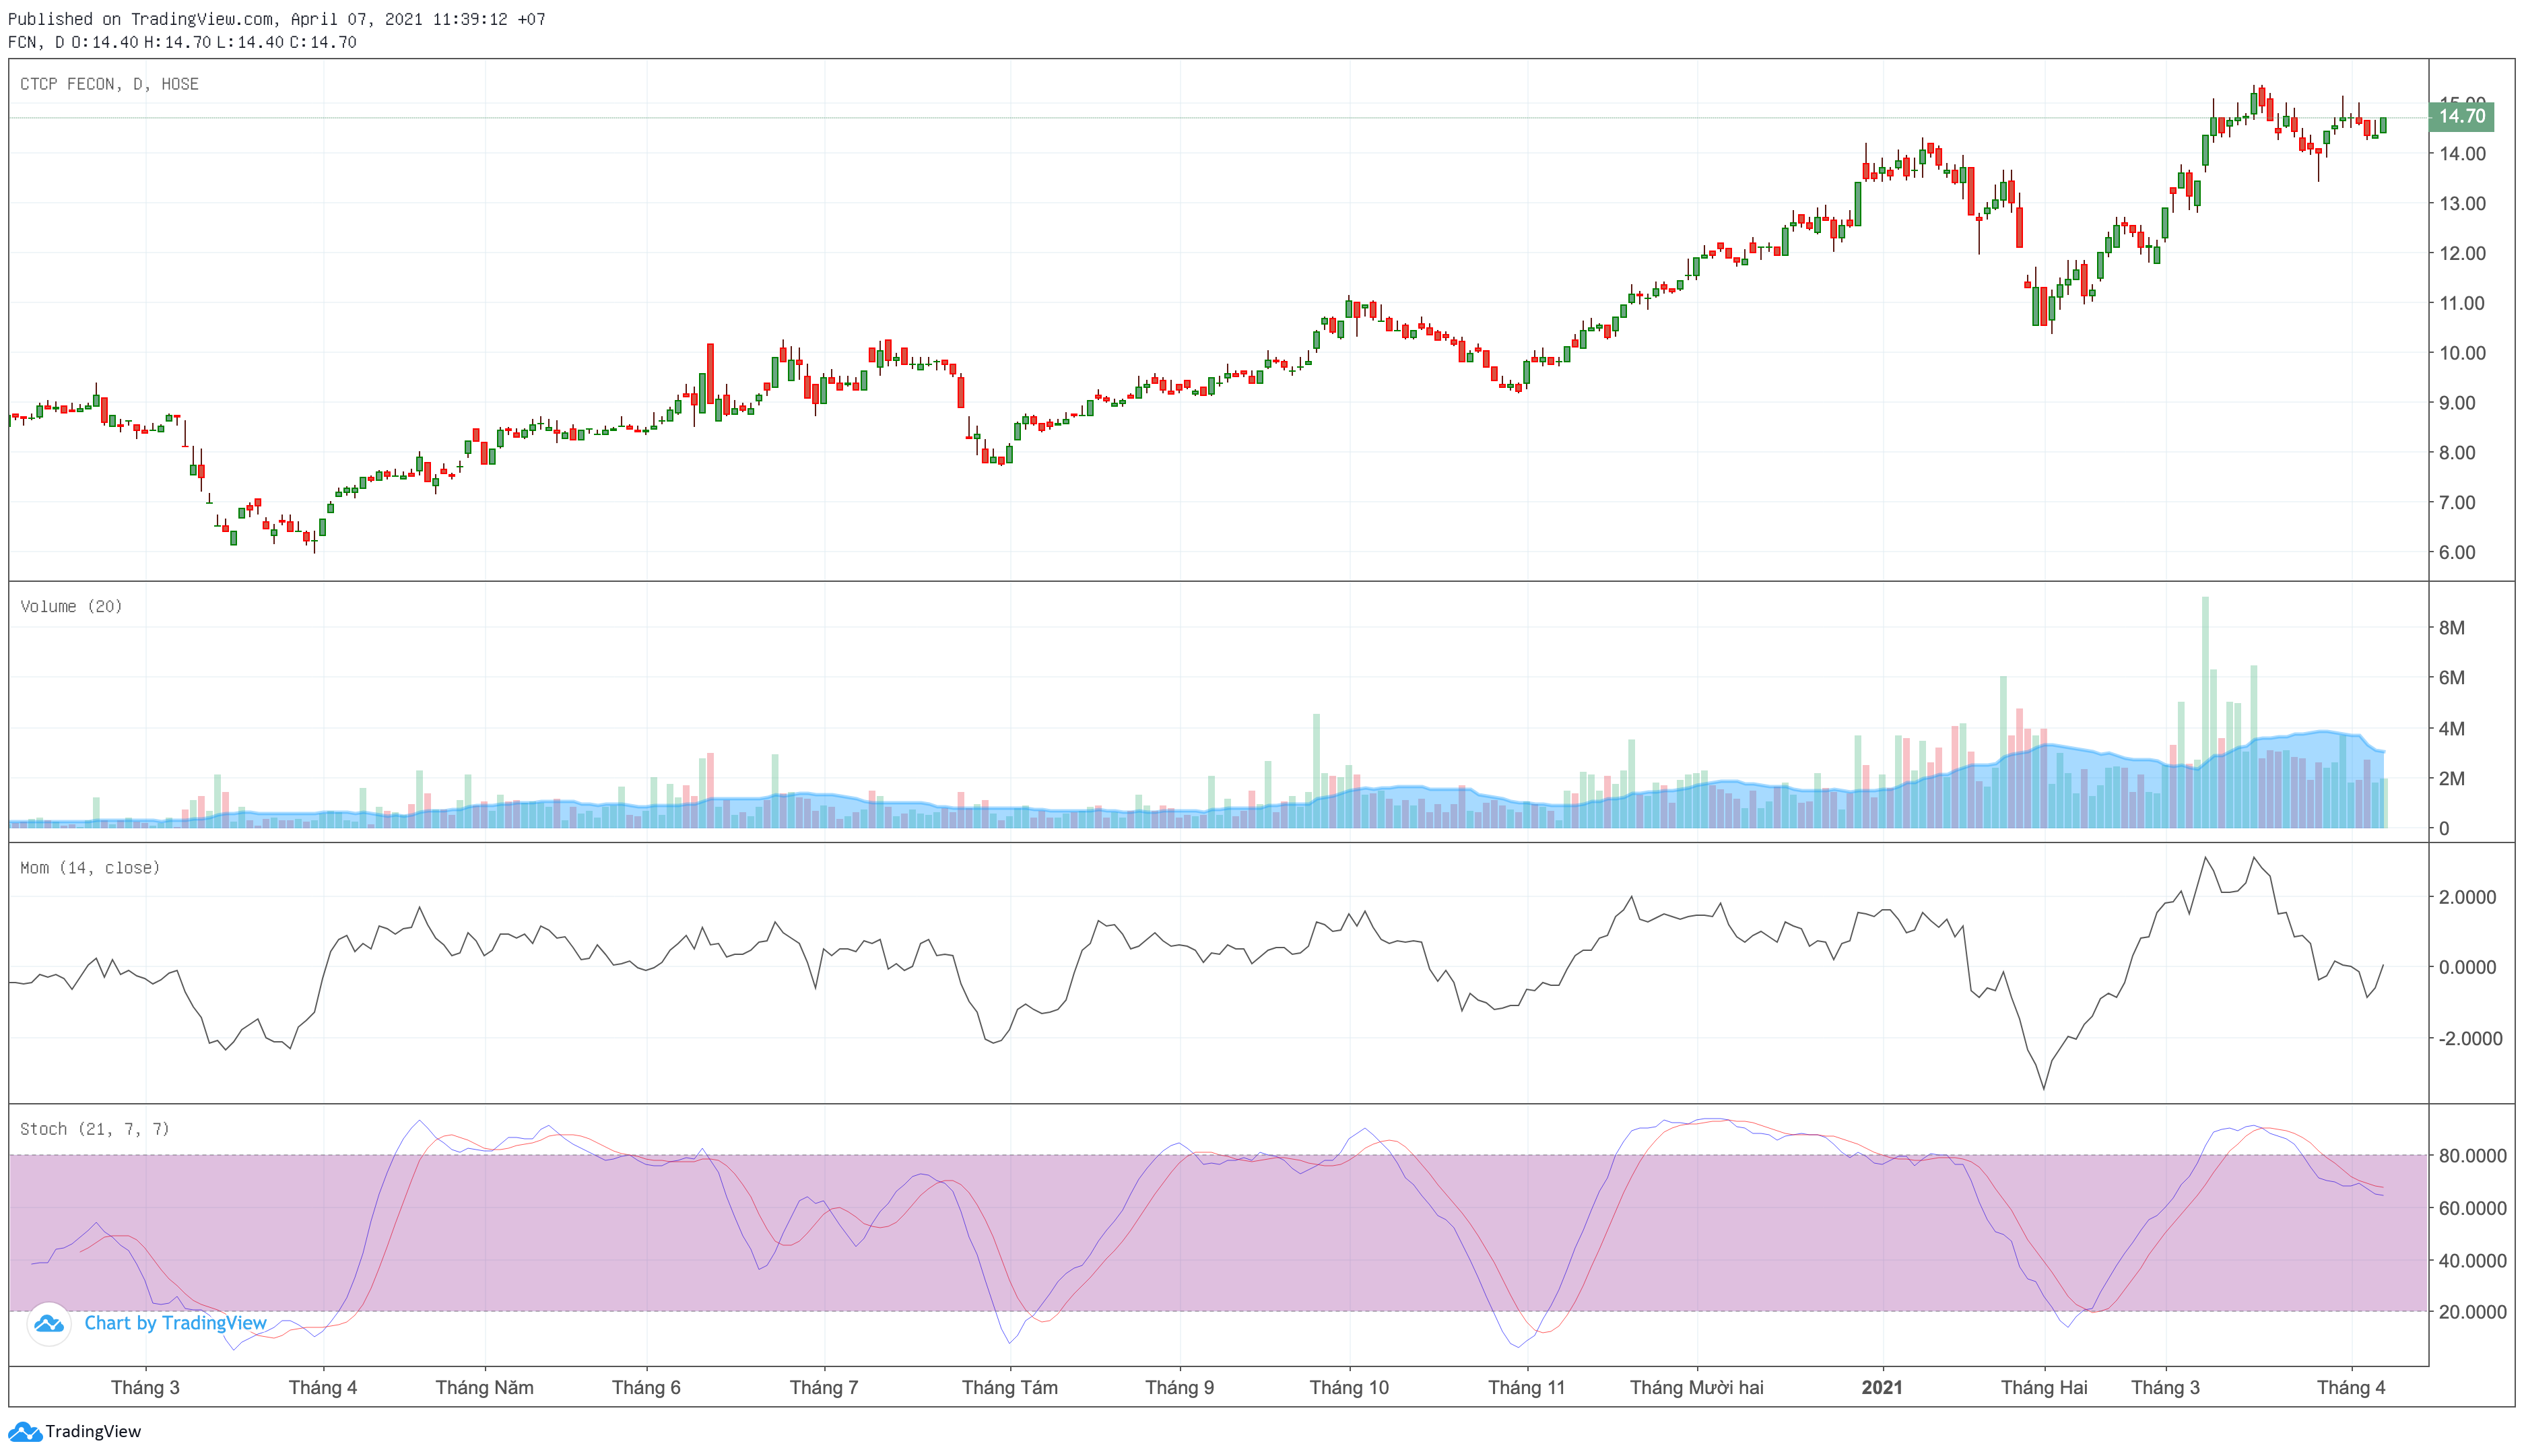 Published on TradingView.com, April 07, 2021 11:39:12 +07
FCN, D O:14.40 H:14.70 L:14.40 C:14.70
CTCP FECON, D, HOSE
15.00
14.70
14.00
13.00
12.00
11.00
10.00
9.00
8.00
7.00
6.00
Volume (20)
8M
6M
4M
2M
0
Mom (14, close)
2.0000
0.0000
-2.0000
Stoch (21, 7, 7)
80.0000
60.0000
40.0000
20.0000
Chart by TradingView
Tháng 3 Tháng 4 Tháng Năm Tháng 6 Tháng 7 Tháng Tám Tháng 9 Tháng 10 Tháng 11 Tháng Mười hai 2021 Tháng Hai Tháng 3 Tháng 4
TradingView